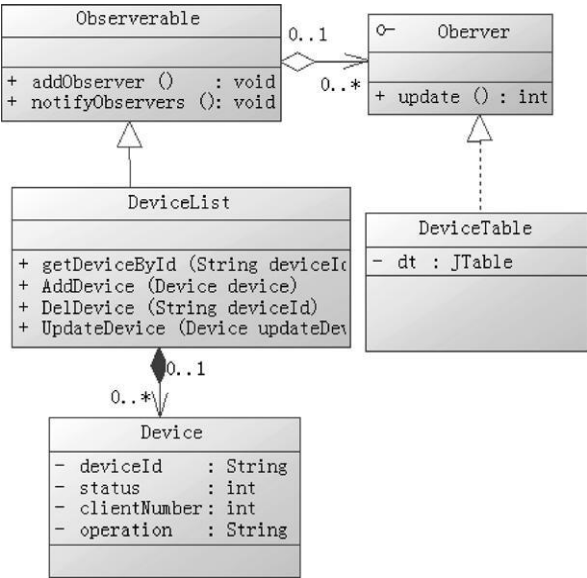 Observerable
+ addObserver () : void
+ notifyObservers (): void
0..1
0..*
Oberver
+ update () : int
DeviceList
+ getDeviceById (String deviceId
+ AddDevice (Device device)
+ DelDevice (String deviceId)
+ UpdateDevice (Device updateDev
DeviceTable
- dt : JTable
0..1
0..*
Device
- deviceId : String
- status : int
- clientNumber : int
- operation : String